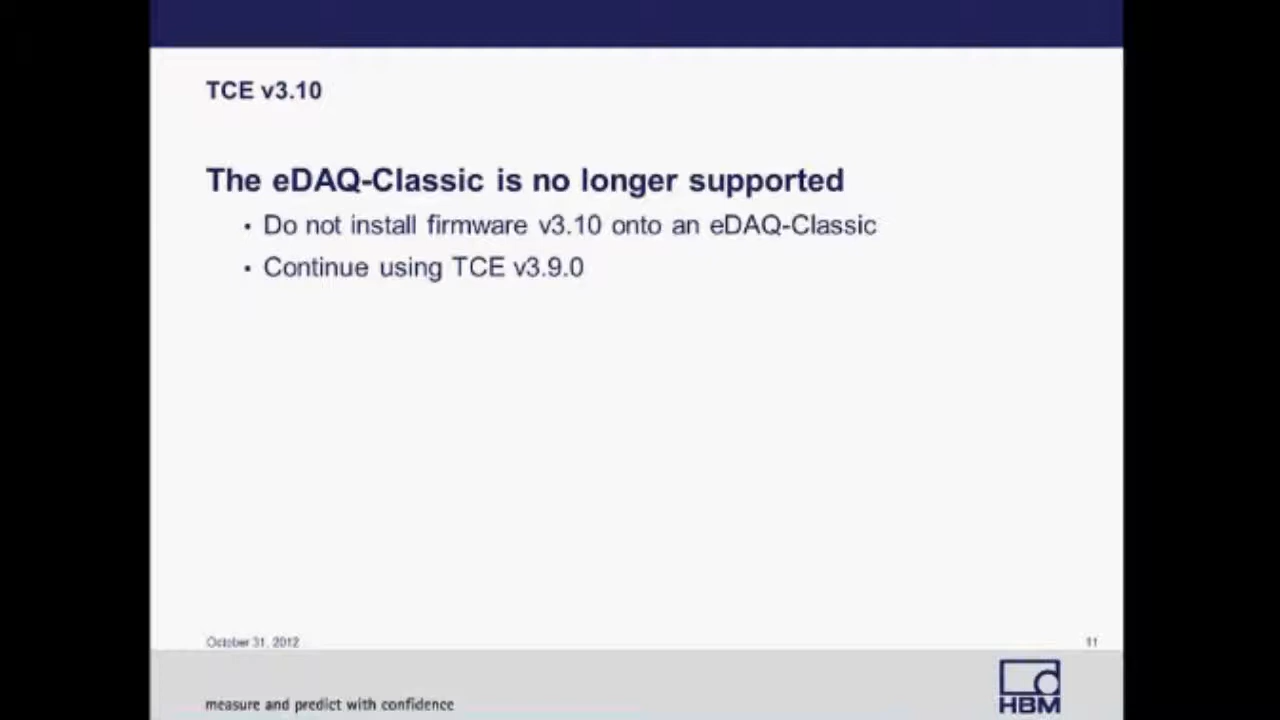 TCE v3.10
The eDAQ-Classic is no longer supported
• Do not install firmware v3.10 onto an eDAQ-Classic
• Continue using TCE v3.9.0
October 31, 2012
11
measure and predict with confidence
HBM